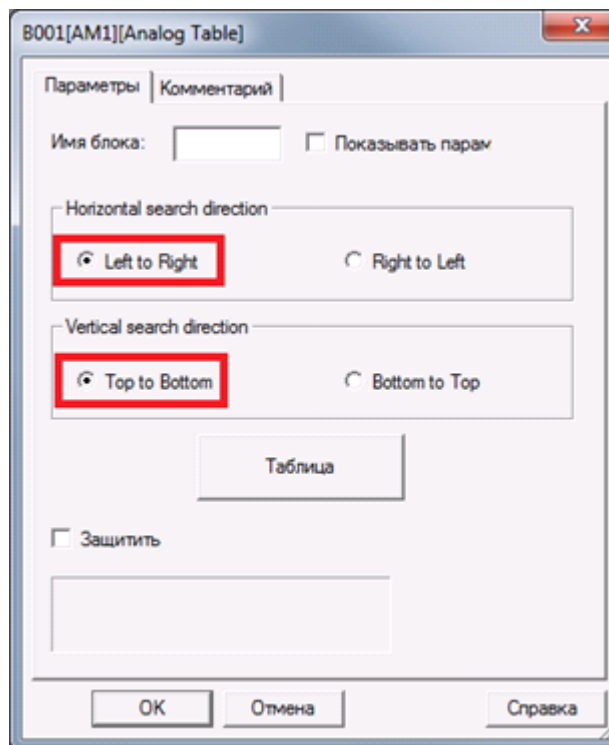 B001[AM1][Analog Table]
Параметры Комментарий
Имя блока: Показывать парам
Horizontal search direction
Left to Right Right to Left
Vertical search direction
Top to Bottom Bottom to Top
Таблица
Защитить
OK Отмена Справка